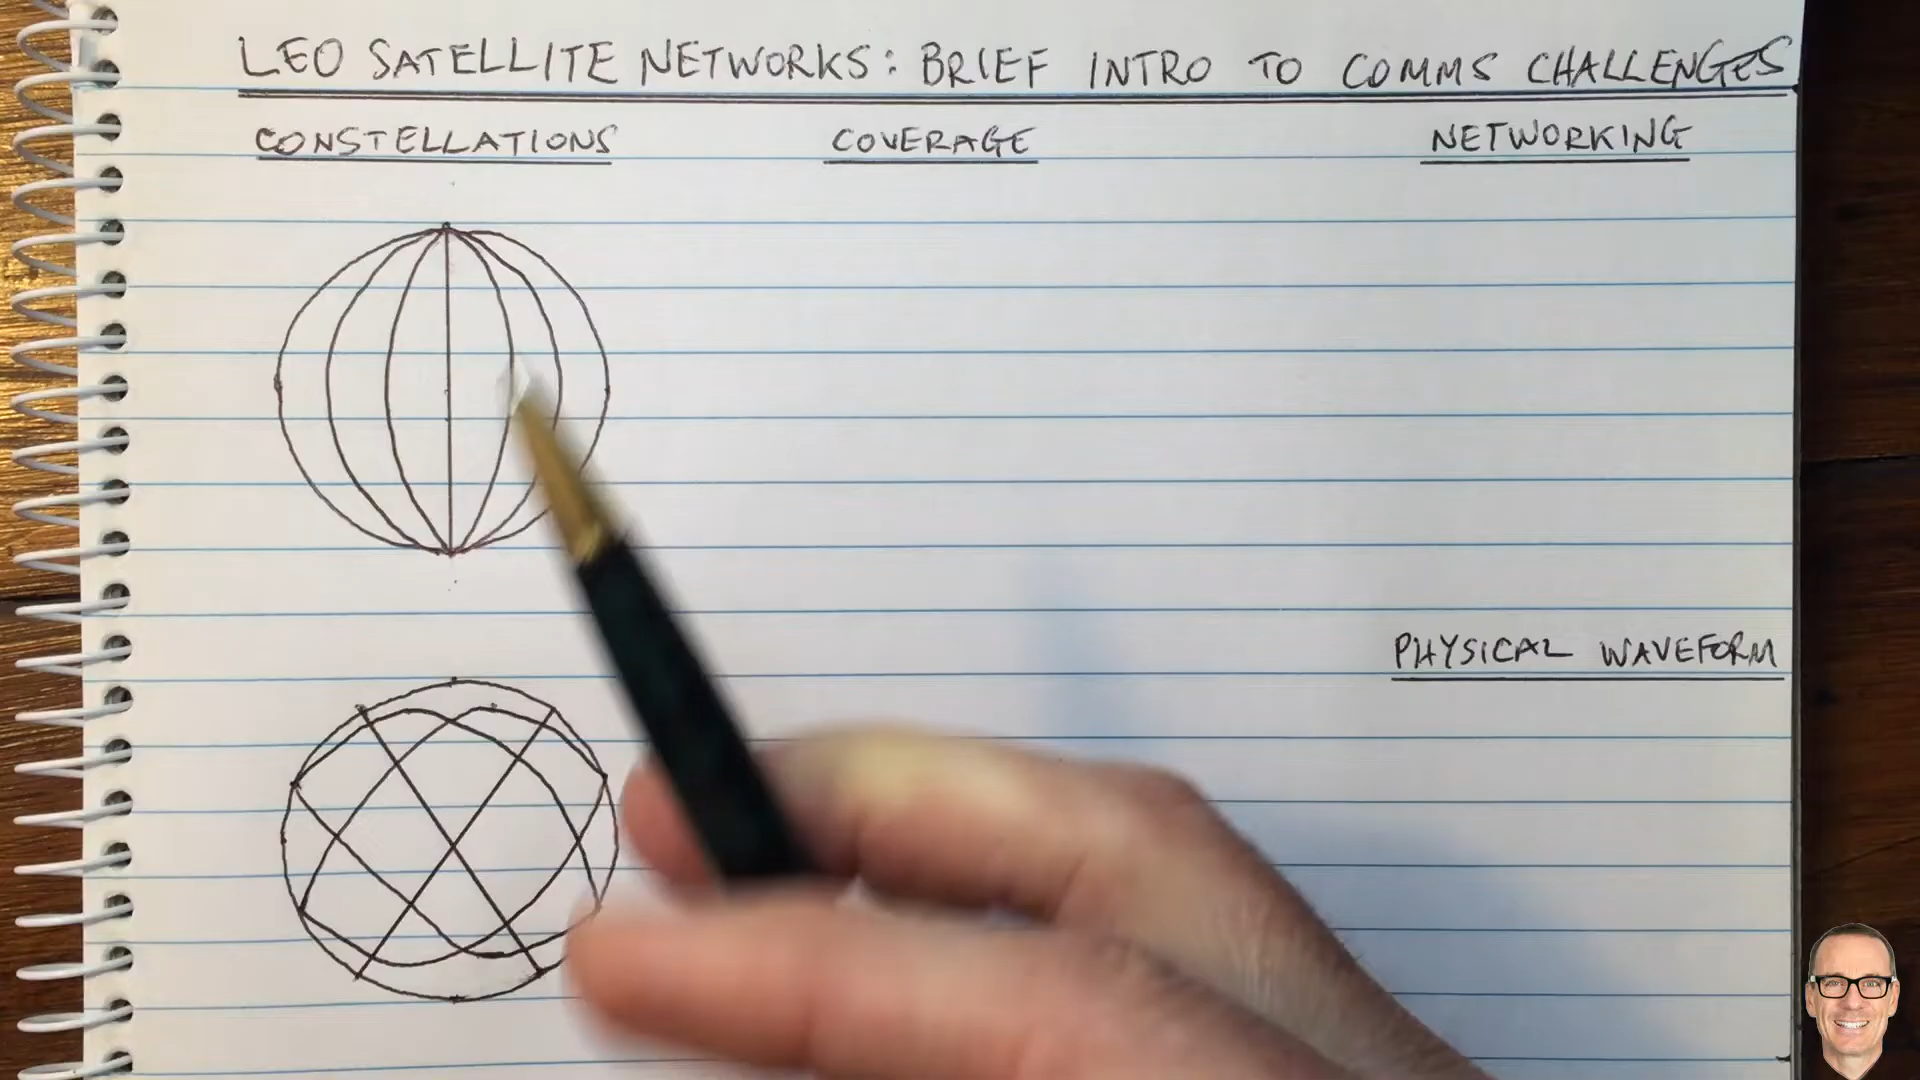 LEO SATELLITE NETWORKS: BRIEF INTRO TO COMMS CHALLENGES
CONSTELLATIONS
COVERAGE
NETWORKING
PHYSICAL WAVEFORM